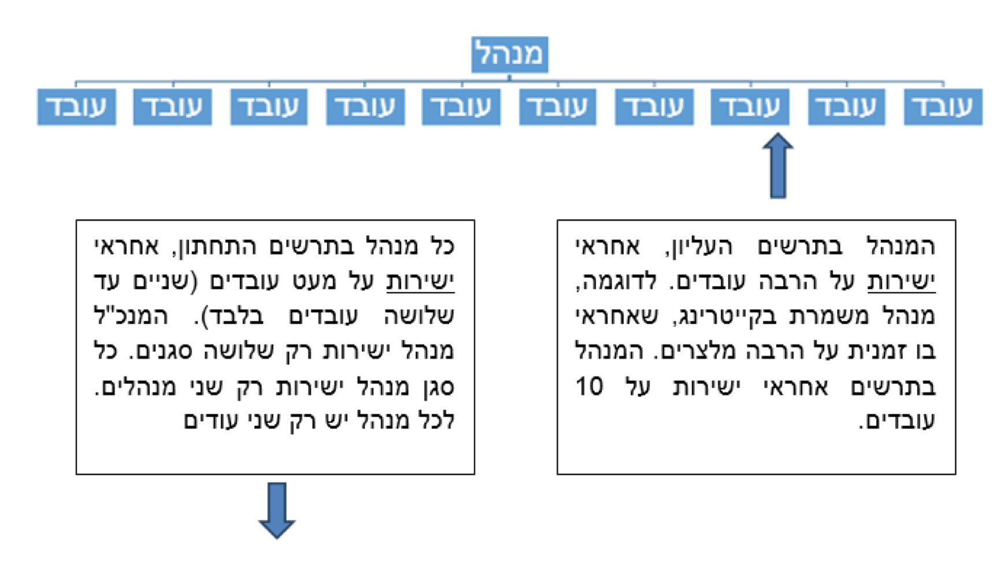 מנהל
עובד עובד עובד עובד עובד עובד עובד עובד עובד עובד
המנהל בתרשים העליון, אחראי
ישירות על הרבה עובדים. לדוגמה,
מנהל משמרת בקייטרינג, שאחראי
בו זמנית על הרבה מלצרים. המנהל
בתרשים אחראי ישירות על 10
עובדים.
כל מנהל בתרשים התחתון, אחראי
ישירות על מעט עובדים (שניים עד
שלושה עובדים בלבד). המנכ"ל
מנהל ישירות רק שלושה סגנים. כל
סגן מנהל ישירות רק שני מנהלים.
לכל מנהל יש רק שני עודים